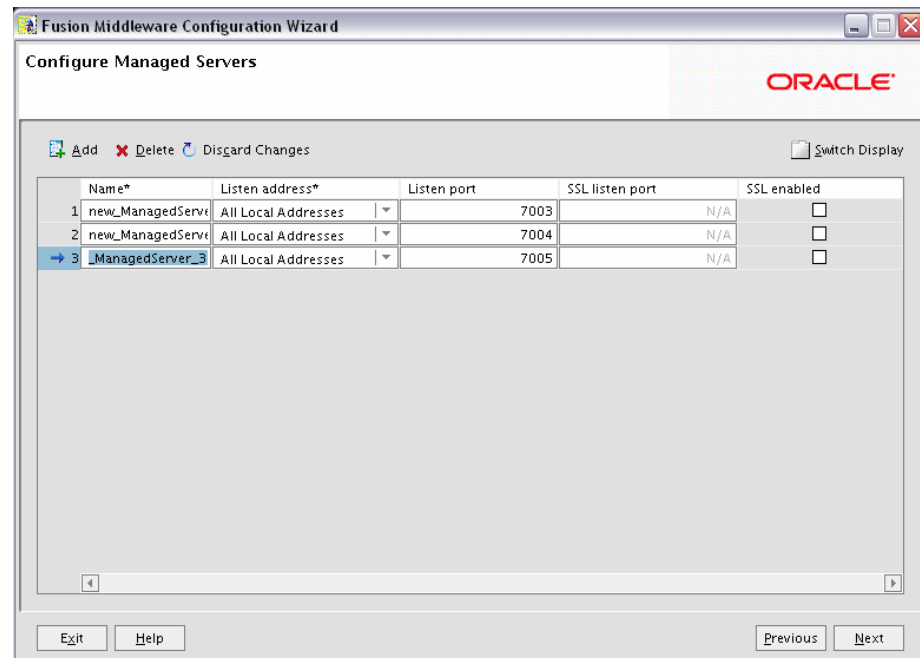 Fusion Middleware Configuration Wizard
Configure Managed Servers
ORACLE
Add Delete Discard Changes Switch Display
Name* Listen address* Listen port SSL listen port SSL enabled
1 new_ManagedServe All Local Addresses 7003 N/A
2 new_ManagedServe All Local Addresses 7004 N/A
3 _ManagedServer_3 All Local Addresses 7005 N/A
Exit Help Previous Next